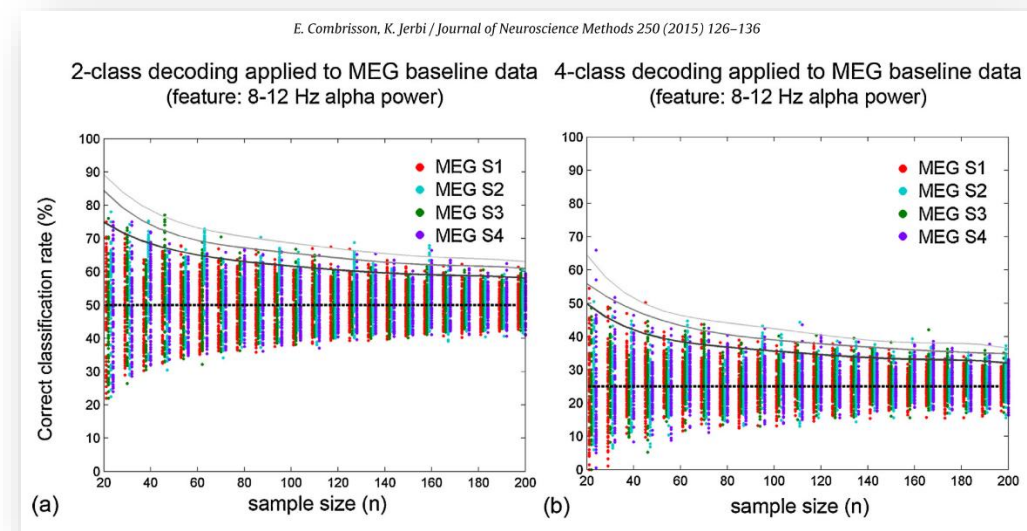 E. Combrisson, K. Jerbi / Journal of Neuroscience Methods 250 (2015) 126–136
2-class decoding applied to MEG baseline data
(feature: 8-12 Hz alpha power)
4-class decoding applied to MEG baseline data
(feature: 8-12 Hz alpha power)
Correct classification rate (%)
100
90
80
70
60
50
40
30
20
10
0
MEG S1
MEG S2
MEG S3
MEG S4
20 40 60 80 100 120 140 160 180 200
(a)
sample size (n)
100
90
80
70
60
50
40
30
20
10
0
MEG S1
MEG S2
MEG S3
MEG S4
20 40 60 80 100 120 140 160 180 200
(b)
sample size (n)